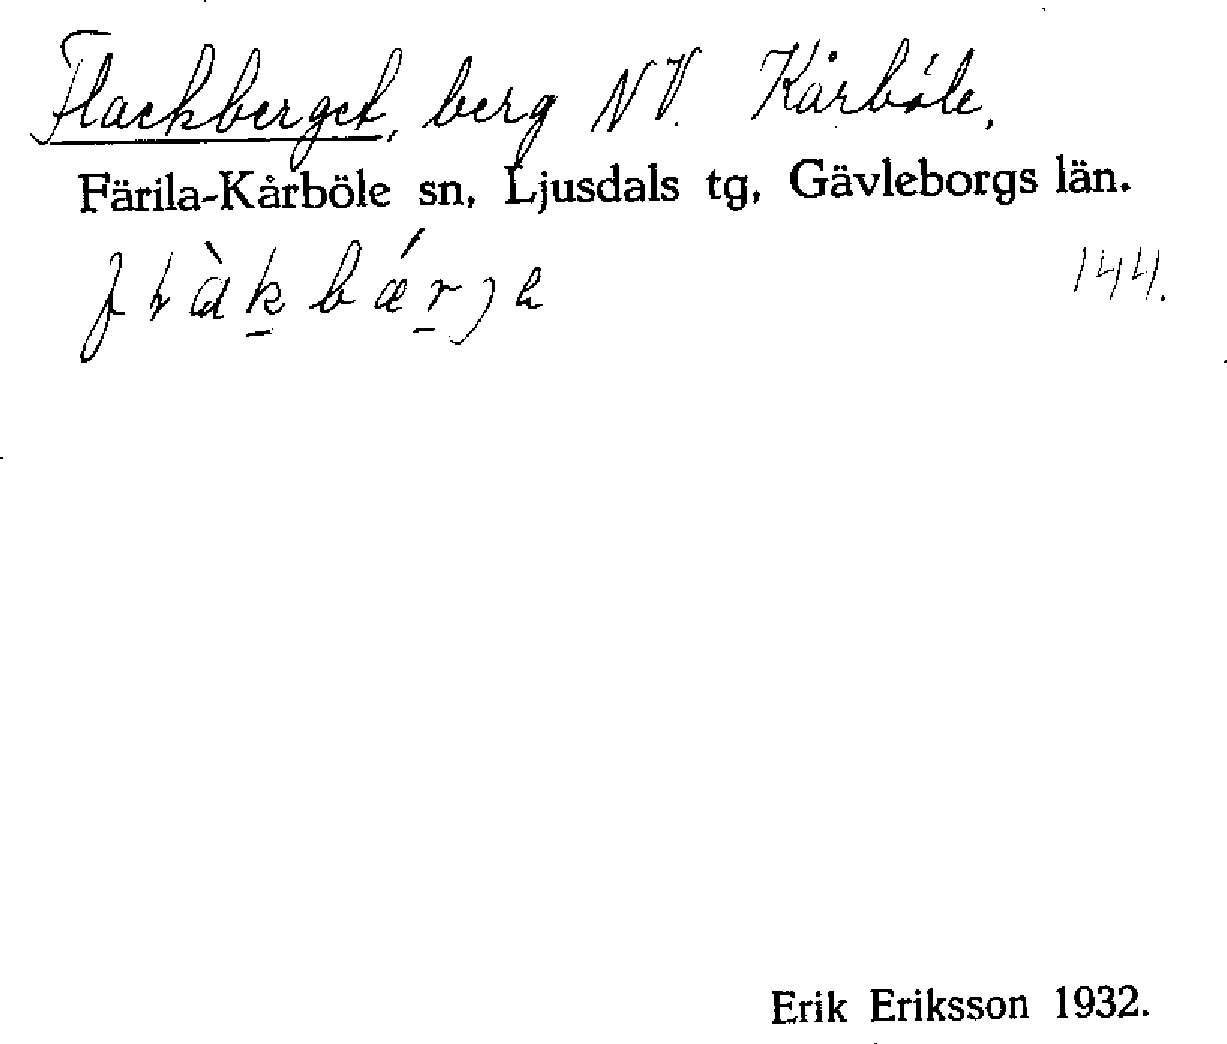 Flackberget, berg NV. Kårböle,
Färila-Kårböle sn, Ljusdals tg, Gävleborgs län.
144.
Erik Eriksson 1932.